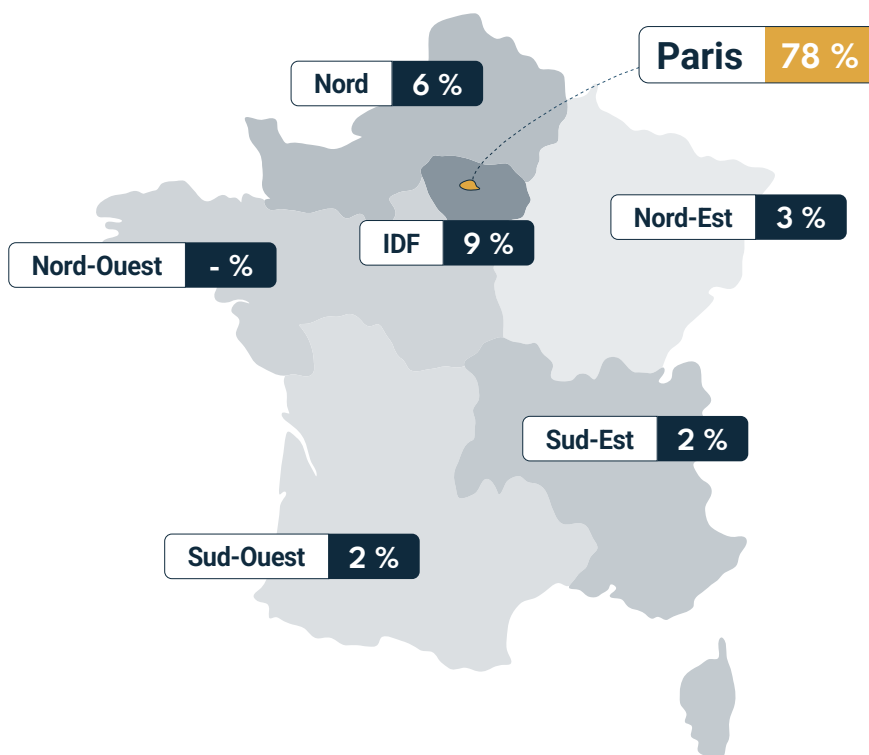 Paris 78 %
Nord 6 %
Nord-Est 3 %
IDF 9 %
Nord-Ouest - %
Sud-Est 2 %
Sud-Ouest 2 %